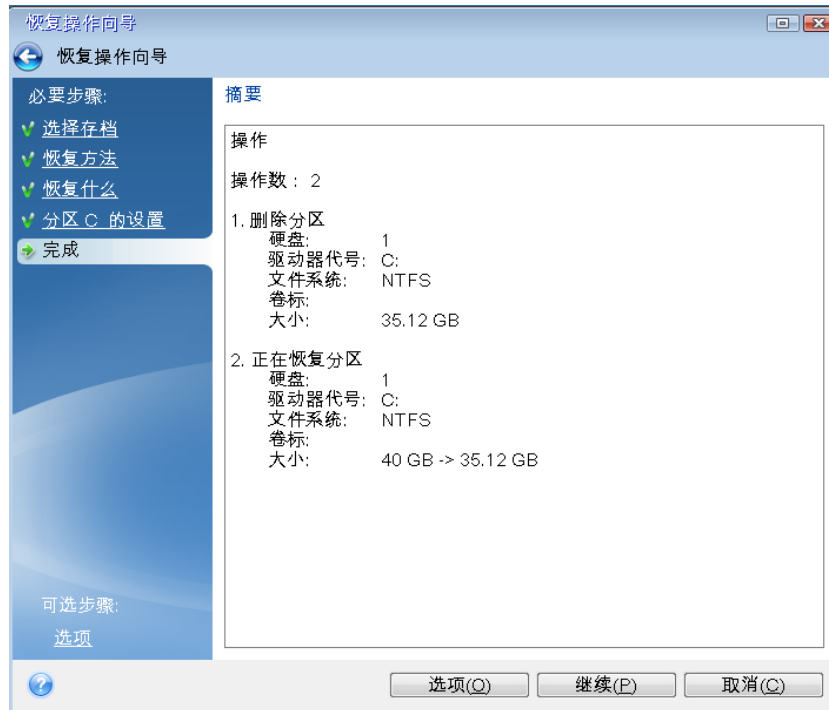 恢复操作向导
恢复操作向导
必要步骤:
选择存档
恢复方法
恢复什么
分区 C 的设置
完成
可选步骤:
选项
摘要
操作
操作数： 2
1. 删除分区
硬盘: 1
驱动器代号: C:
文件系统: NTFS
卷标:
大小: 35.12 GB
2. 正在恢复分区
硬盘: 1
驱动器代号: C:
文件系统: NTFS
卷标:
大小: 40 GB -> 35.12 GB
选项(O) 继续(P) 取消(C)